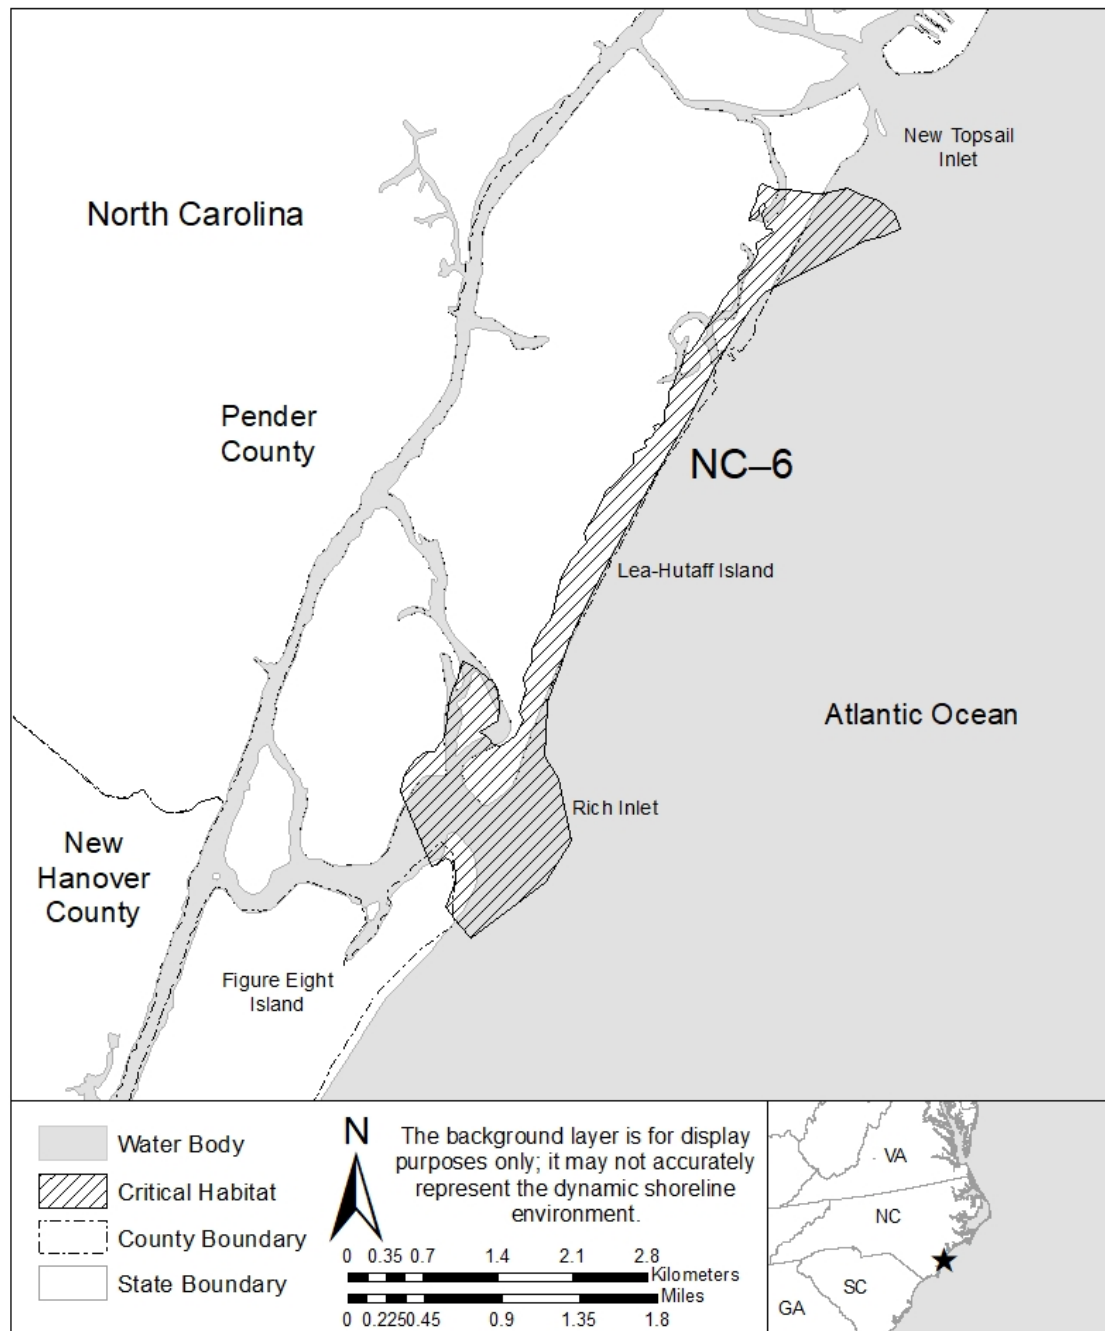 New Topsail
Inlet
North Carolina
Pender
County
NC–6
Lea-Hutaff Island
Atlantic Ocean
Rich Inlet
New
Hanover
County
Figure Eight
Island
Water Body
Critical Habitat
County Boundary
State Boundary
N
The background layer is for display
purposes only; it may not accurately
represent the dynamic shoreline
environment.
0 0.35 0.7 1.4 2.1 2.8
Kilometers
Miles
0 0.2250.45 0.9 1.35 1.8
VA
NC
SC
GA